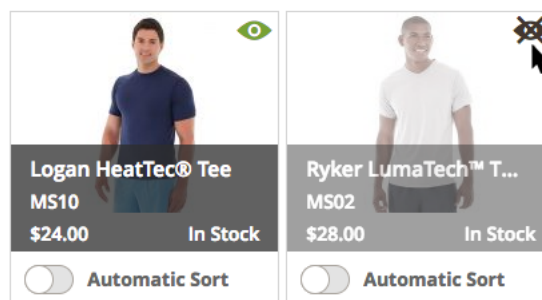 Logan HeatTec® Tee
MS10
$24.00 In Stock
Automatic Sort
Ryker LumaTech™ T...
MS02
$28.00 In Stock
Automatic Sort